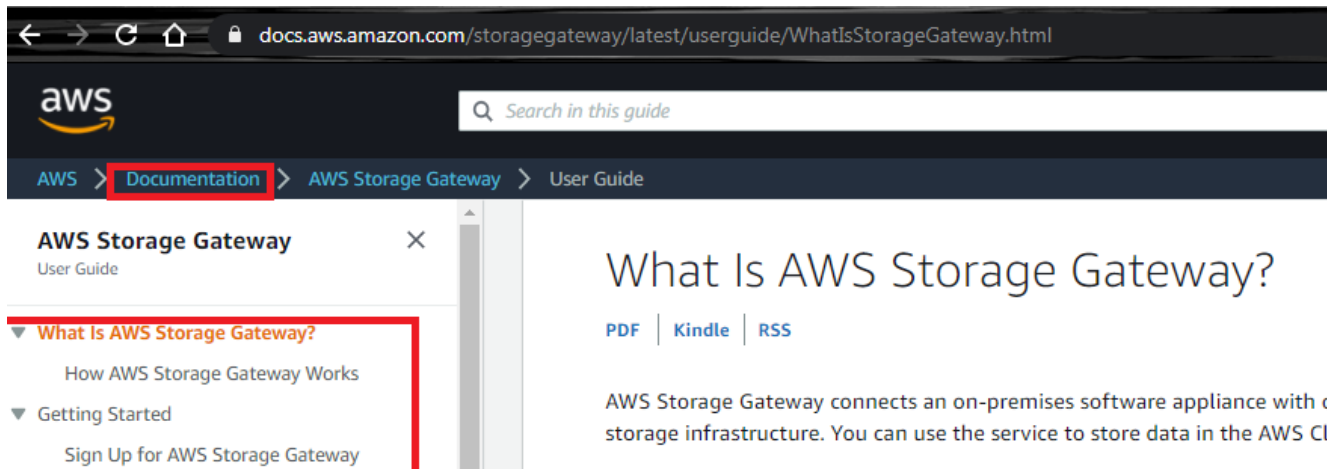 docs.aws.amazon.com/storagegateway/latest/userguide/WhatIsStorageGateway.html
aws
Search in this guide
AWS > Documentation > AWS Storage Gateway > User Guide
AWS Storage Gateway
User Guide
What Is AWS Storage Gateway?
How AWS Storage Gateway Works
Getting Started
Sign Up for AWS Storage Gateway
What Is AWS Storage Gateway?
PDF | Kindle | RSS
AWS Storage Gateway connects an on-premises software appliance with
storage infrastructure. You can use the service to store data in the AWS